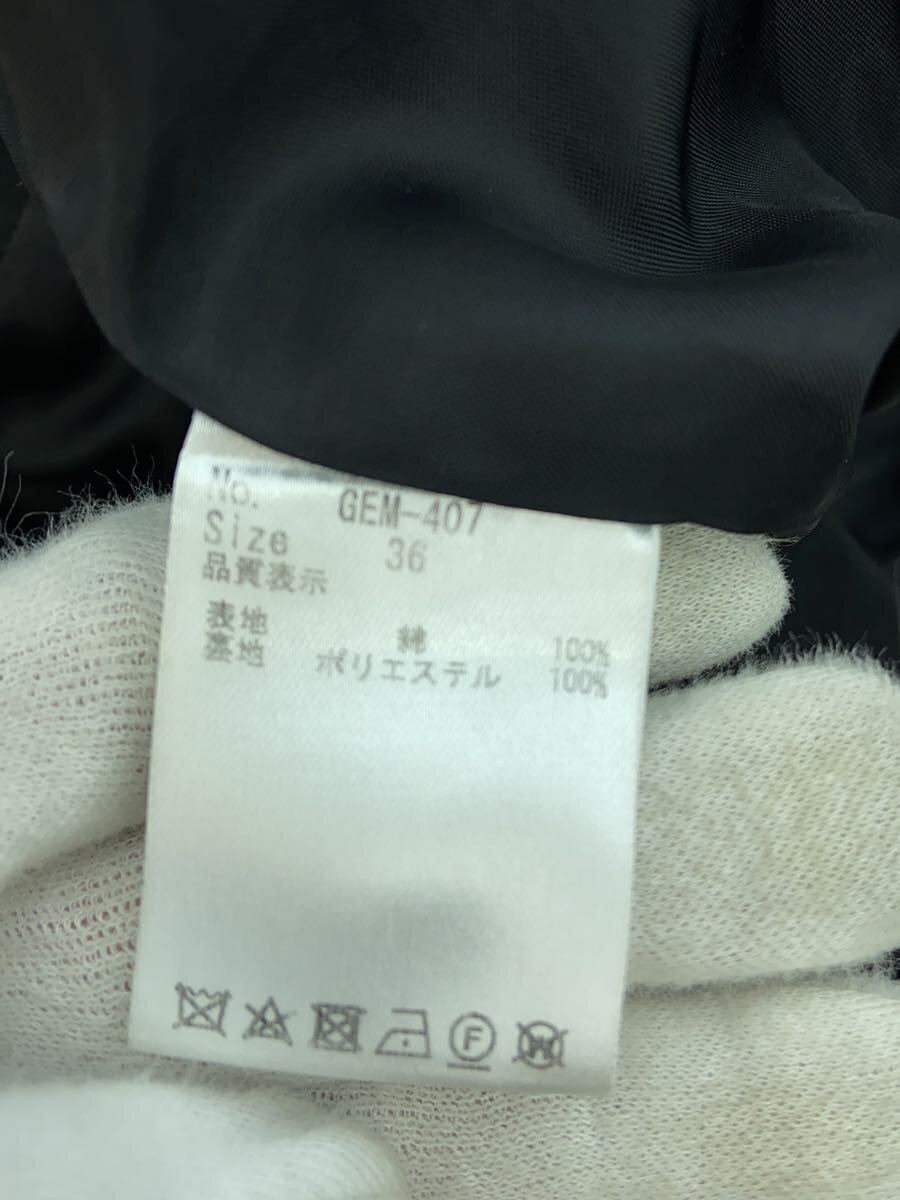 No. GEM-407
Size 36
品質表示
表地 綿 100%
裏地 ポリエステル 100%
F
W